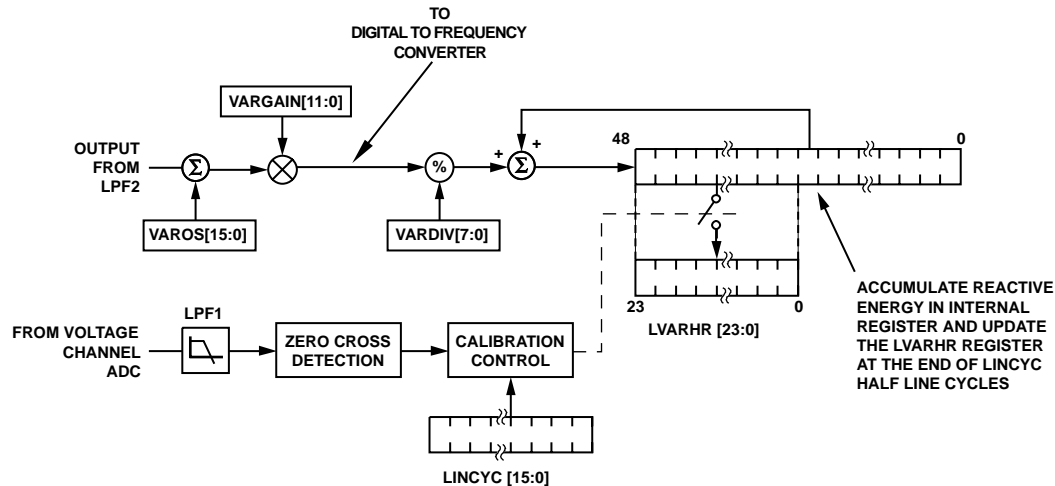 TO
DIGITAL TO FREQUENCY
CONVERTER
VARGAIN[11:0]
OUTPUT
FROM
LPF2
Σ
%
+
Σ
+
48
0
VAROS[15:0]
VARDIV[7:0]
23
0
LVARHR [23:0]
ACCUMULATE REACTIVE
ENERGY IN INTERNAL
REGISTER AND UPDATE
THE LVARHR REGISTER
AT THE END OF LINCYC
HALF LINE CYCLES
FROM VOLTAGE
CHANNEL
ADC
LPF1
ZERO CROSS
DETECTION
CALIBRATION
CONTROL
LINCYC [15:0]